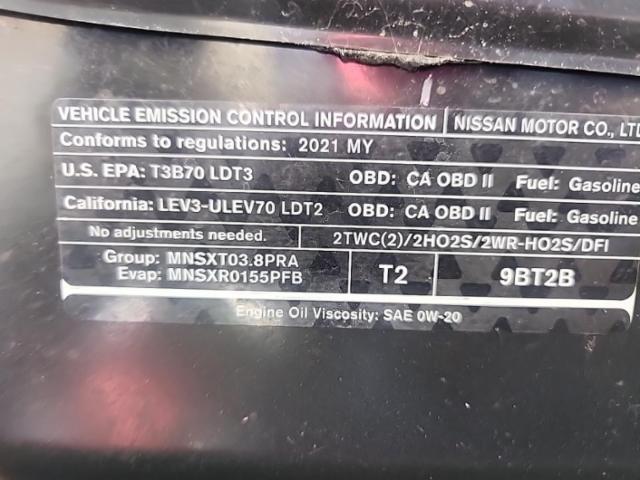 VEHICLE EMISSION CONTROL INFORMATION NISSAN MOTOR CO., LTD
Conforms to regulations: 2021 MY
U.S. EPA: T3B70 LDT3 OBD: CA OBD II Fuel: Gasoline
California: LEV3-ULEV70 LDT2 OBD: CA OBD II Fuel: Gasoline
No adjustments needed. 2TWC(2)/2HO2S/2WR-HO2S/DFI
Group: MNSXT03.8PRA
Evap: MNSXR0155PFB
T2 9BT2B
Engine Oil Viscosity: SAE 0W-20